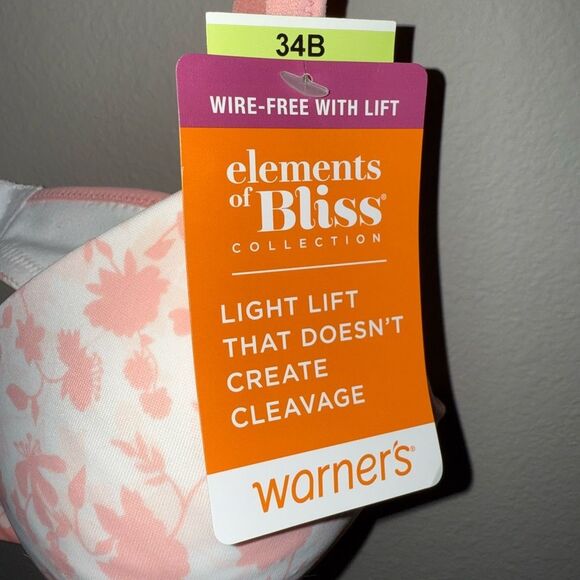 34B
WIRE-FREE WITH LIFT
elements
of Bliss®
COLLECTION
LIGHT LIFT
THAT DOESN'T
CREATE
CLEAVAGE
warner's®